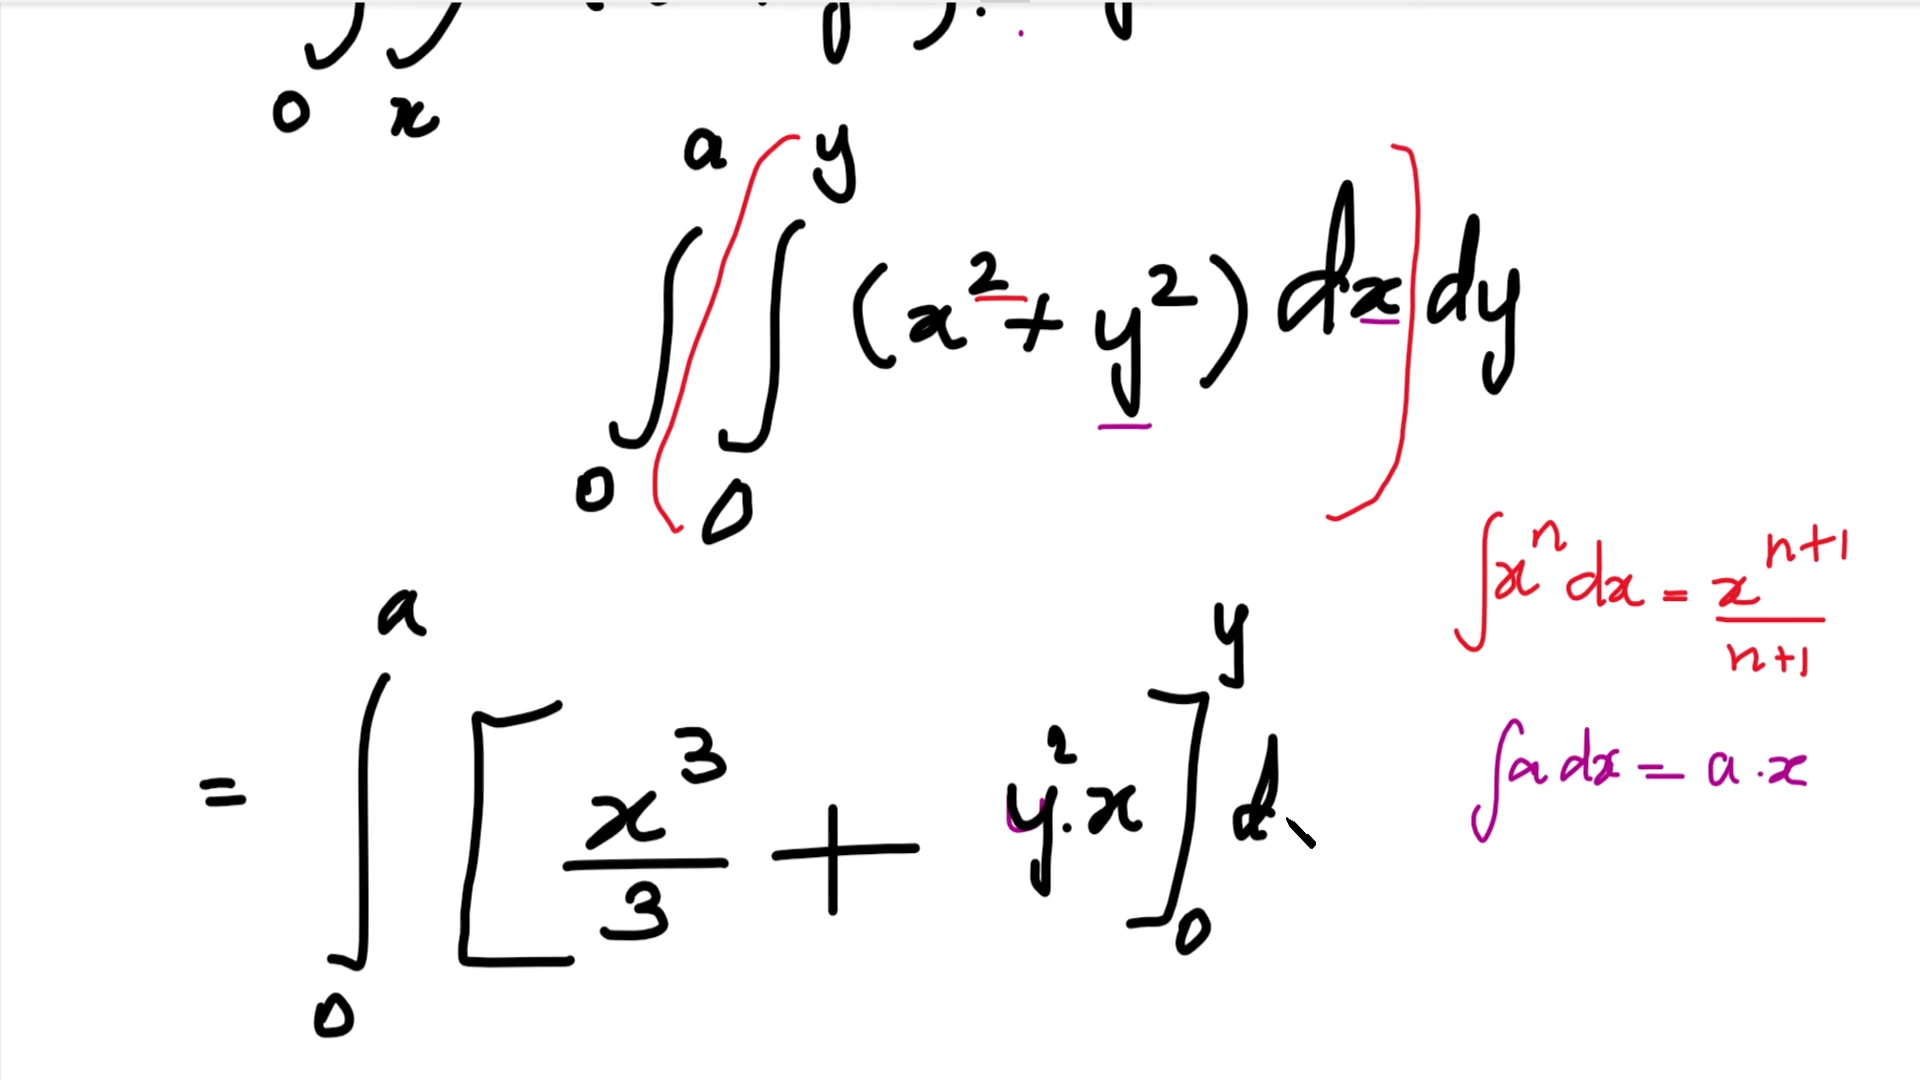 0 x
a y
∫ ∫ (x² + y²) dx dy
0 0
∫xⁿ dx = xⁿ⁺¹/n+1
a y
= ∫ [x³/3 + y².x] d
0 0
∫a dx = a.x